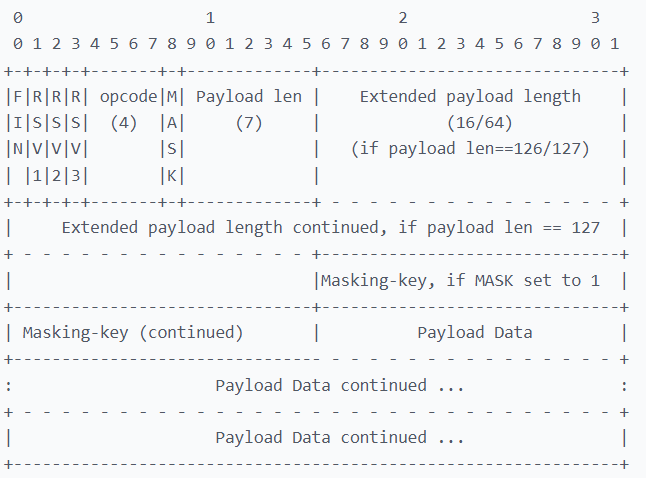 0                   1                   2                   3
 0 1 2 3 4 5 6 7 8 9 0 1 2 3 4 5 6 7 8 9 0 1 2 3 4 5 6 7 8 9 0 1
+-+-+-+-+-------+-+-------------+-------------------------------+
|F|R|R|R| opcode|M| Payload len |    Extended payload length    |
|I|S|S|S|  (4)  |A|     (7)     |             (16/64)           |
|N|V|V|V|       |S|             |   (if payload len==126/127)   |
| |1|2|3|       |K|             |                               |
+-+-+-+-+-------+-+-------------+ - - - - - - - - - - - - - - - +
|     Extended payload length continued, if payload len == 127  |
+ - - - - - - - - - - - - - - - +-------------------------------+
|                               |Masking-key, if MASK set to 1  |
+-------------------------------+-------------------------------+
| Masking-key (continued)       |          Payload Data         |
+-------------------------------- - - - - - - - - - - - - - - - +
:                     Payload Data continued ...                :
+ - - - - - - - - - - - - - - - - - - - - - - - - - - - - - - - +
|                     Payload Data continued ...                |
+---------------------------------------------------------------+